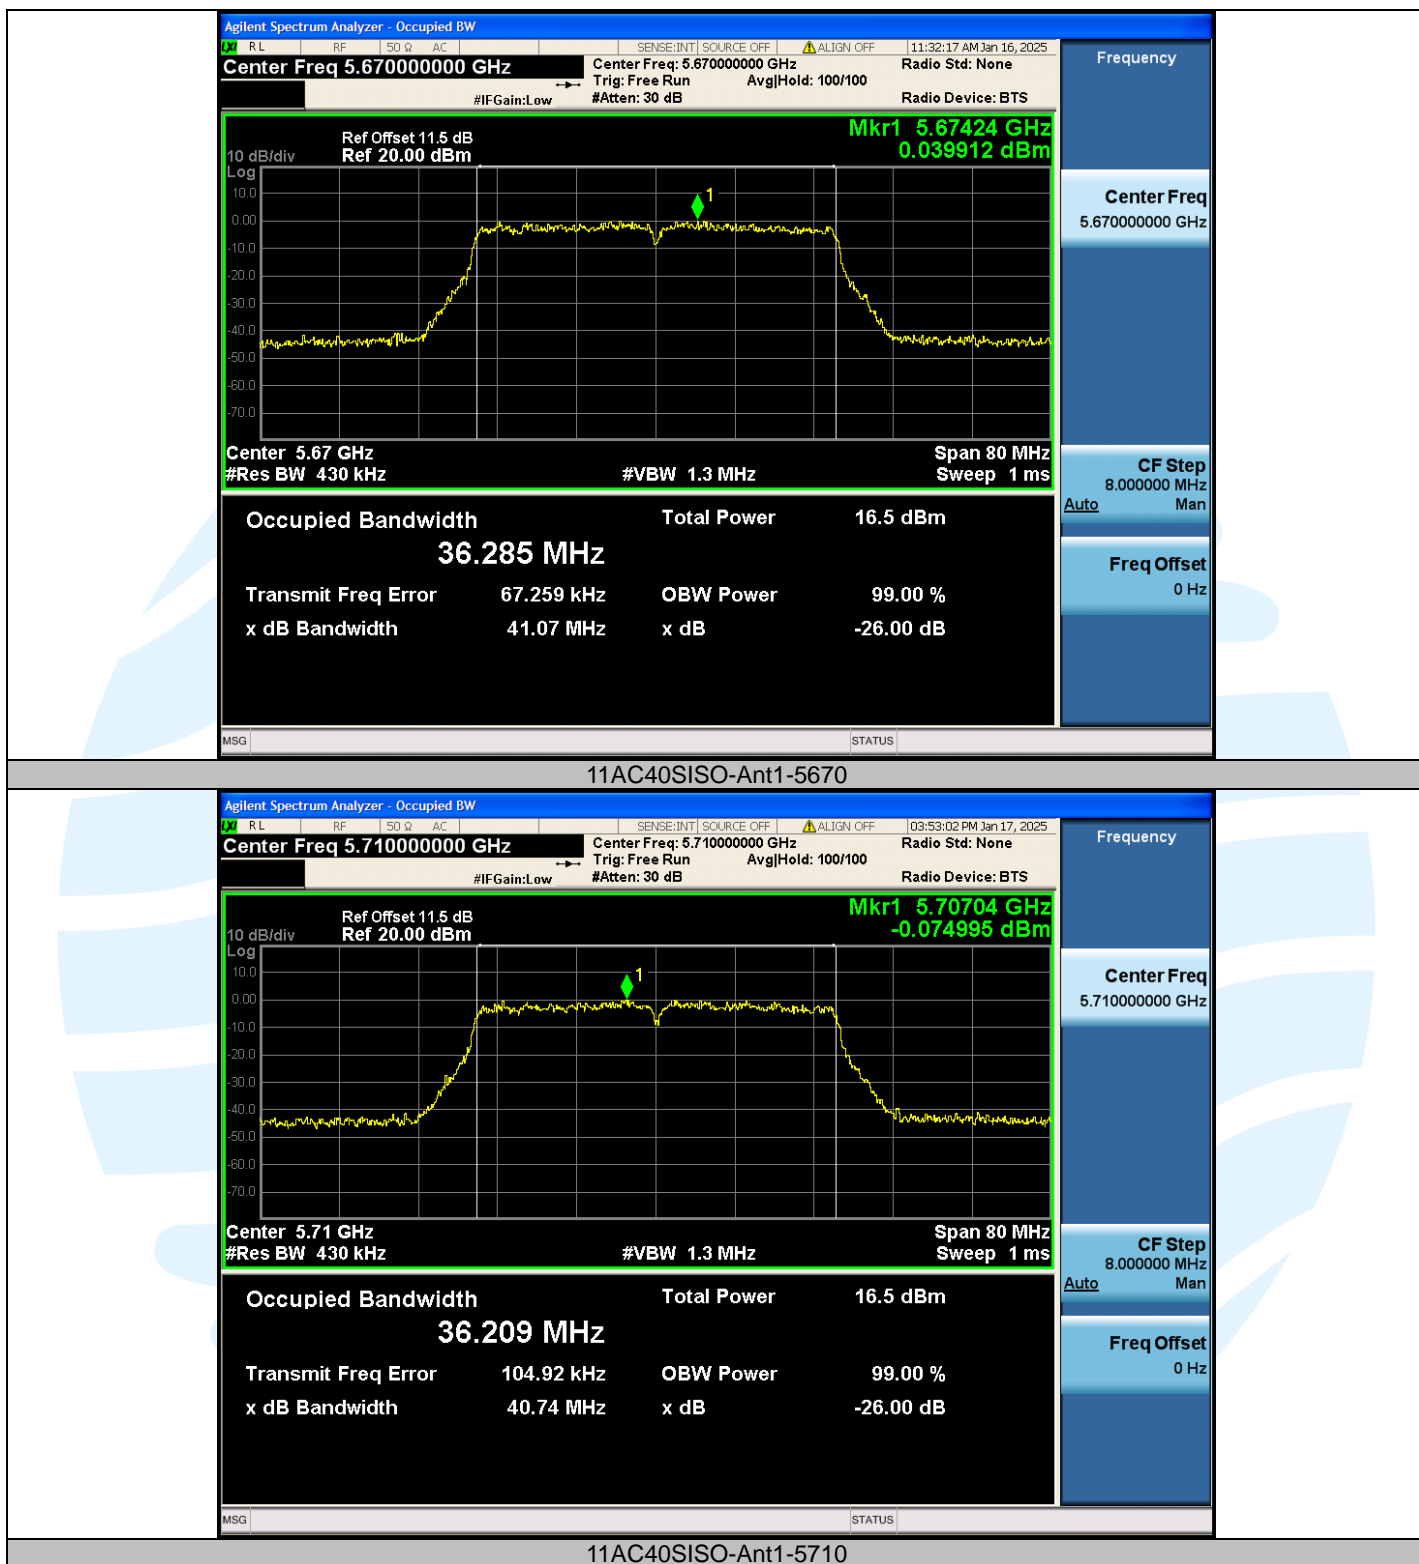 Agilent Spectrum Analyzer - Occupied BW
LXI RL RF 50 Ω AC SENSE:INT SOURCE OFF ALIGN OFF 11:32:17 AM Jan 16, 2025
Center Freq 5.670000000 GHz
Center Freq: 5.670000000 GHz Radio Std: None
Trig: Free Run Avg|Hold: 100/100
#IFGain:Low #Atten: 30 dB Radio Device: BTS
Mkr1 5.67424 GHz
0.039912 dBm
Ref Offset 11.5 dB
10 dB/div Ref 20.00 dBm
Log
10.0
1
0.00
-10.0
-20.0
-30.0
-40.0
-50.0
-60.0
-70.0
Center 5.67 GHz Span 80 MHz
#Res BW 430 kHz #VBW 1.3 MHz Sweep 1 ms
Occupied Bandwidth Total Power 16.5 dBm
36.285 MHz
Transmit Freq Error 67.259 kHz OBW Power 99.00 %
x dB Bandwidth 41.07 MHz x dB -26.00 dB
MSG STATUS
Frequency
Center Freq
5.670000000 GHz
CF Step
8.000000 MHz
Auto Man
Freq Offset
0 Hz
11AC40SISO-Ant1-5670
Agilent Spectrum Analyzer - Occupied BW
LXI RL RF 50 Ω AC SENSE:INT SOURCE OFF ALIGN OFF 03:53:02 PM Jan 17, 2025
Center Freq 5.710000000 GHz
Center Freq: 5.710000000 GHz Radio Std: None
Trig: Free Run Avg|Hold: 100/100
#IFGain:Low #Atten: 30 dB Radio Device: BTS
Mkr1 5.70704 GHz
-0.074995 dBm
Ref Offset 11.5 dB
10 dB/div Ref 20.00 dBm
Log
10.0
1
0.00
-10.0
-20.0
-30.0
-40.0
-50.0
-60.0
-70.0
Center 5.71 GHz Span 80 MHz
#Res BW 430 kHz #VBW 1.3 MHz Sweep 1 ms
Occupied Bandwidth Total Power 16.5 dBm
36.209 MHz
Transmit Freq Error 104.92 kHz OBW Power 99.00 %
x dB Bandwidth 40.74 MHz x dB -26.00 dB
MSG STATUS
Frequency
Center Freq
5.710000000 GHz
CF Step
8.000000 MHz
Auto Man
Freq Offset
0 Hz
11AC40SISO-Ant1-5710